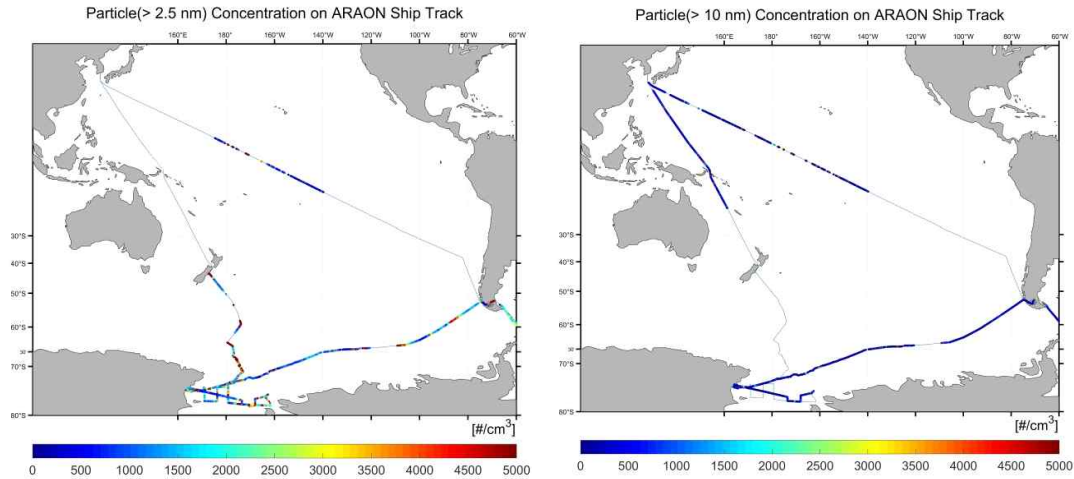 Particle(> 2.5 nm) Concentration on ARAON Ship Track
160°E 180° 160°W 140°W 120°W 100°W 80°W 60°W
30°S
40°S
50°S
60°S
70°S
80°S
[#/cm³]
0 500 1000 1500 2000 2500 3000 3500 4000 4500 5000
Particle(> 10 nm) Concentration on ARAON Ship Track
160°E 180° 160°W 140°W 120°W 100°W 80°W 60°W
30°S
40°S
50°S
60°S
70°S
80°S
[#/cm³]
0 500 1000 1500 2000 2500 3000 3500 4000 4500 5000